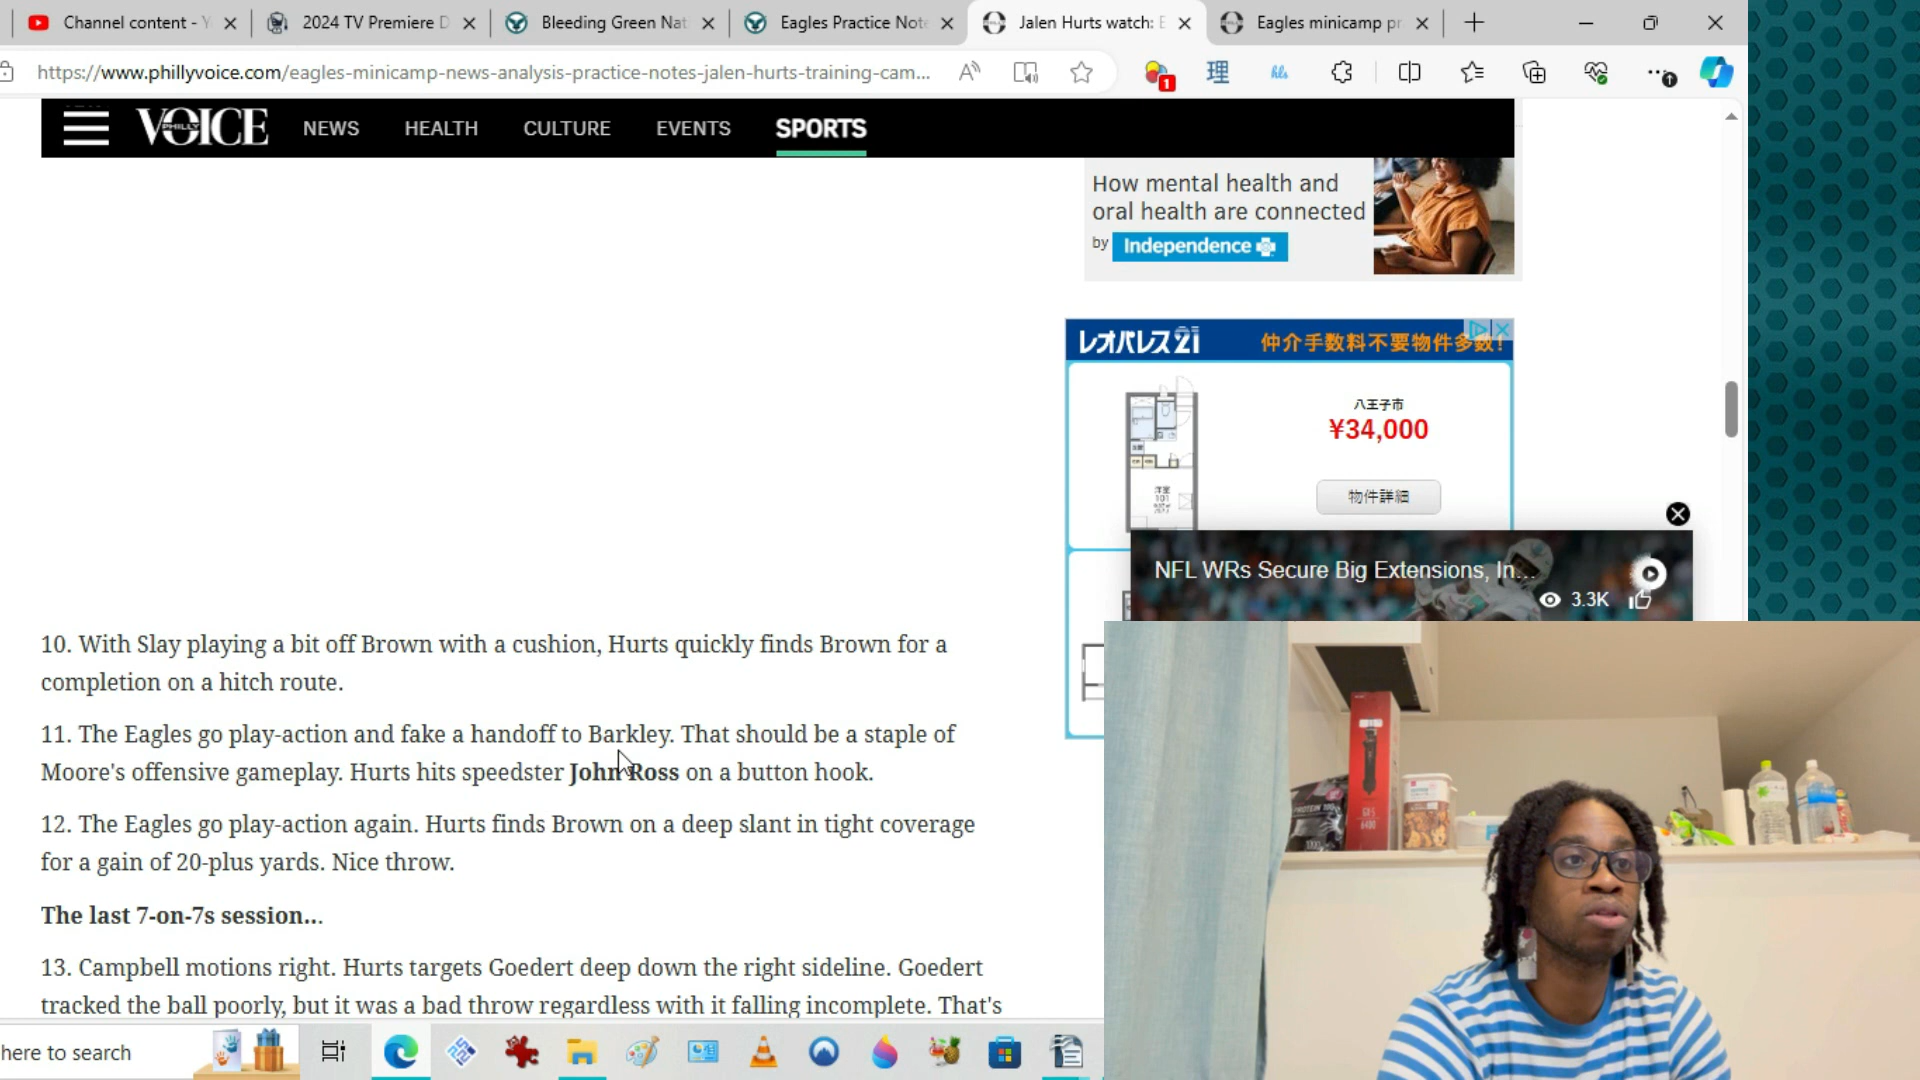 Channel content - Y
2024 TV Premiere D
Bleeding Green Nat
Eagles Practice Note
Jalen Hurts watch: E
Eagles minicamp pr
https://www.phillyvoice.com/eagles-minicamp-news-analysis-practice-notes-jalen-hurts-training-cam...
1
理
hls
PHILLY
VOICE
NEWS
HEALTH
CULTURE
EVENTS
SPORTS
How mental health and
oral health are connected
by Independence
レオパレス21
仲介手数料不要物件多数!
八王子市
¥34,000
物件詳細
洋室
101
NFL WRs Secure Big Extensions, In...
3.3K
10. With Slay playing a bit off Brown with a cushion, Hurts quickly finds Brown for a
completion on a hitch route.
11. The Eagles go play-action and fake a handoff to Barkley. That should be a staple of
Moore's offensive gameplay. Hurts hits speedster John Ross on a button hook.
12. The Eagles go play-action again. Hurts finds Brown on a deep slant in tight coverage
for a gain of 20-plus yards. Nice throw.
The last 7-on-7s session...
13. Campbell motions right. Hurts targets Goedert deep down the right sideline. Goedert
tracked the ball poorly, but it was a bad throw regardless with it falling incomplete. That's
here to search
PROTEIN